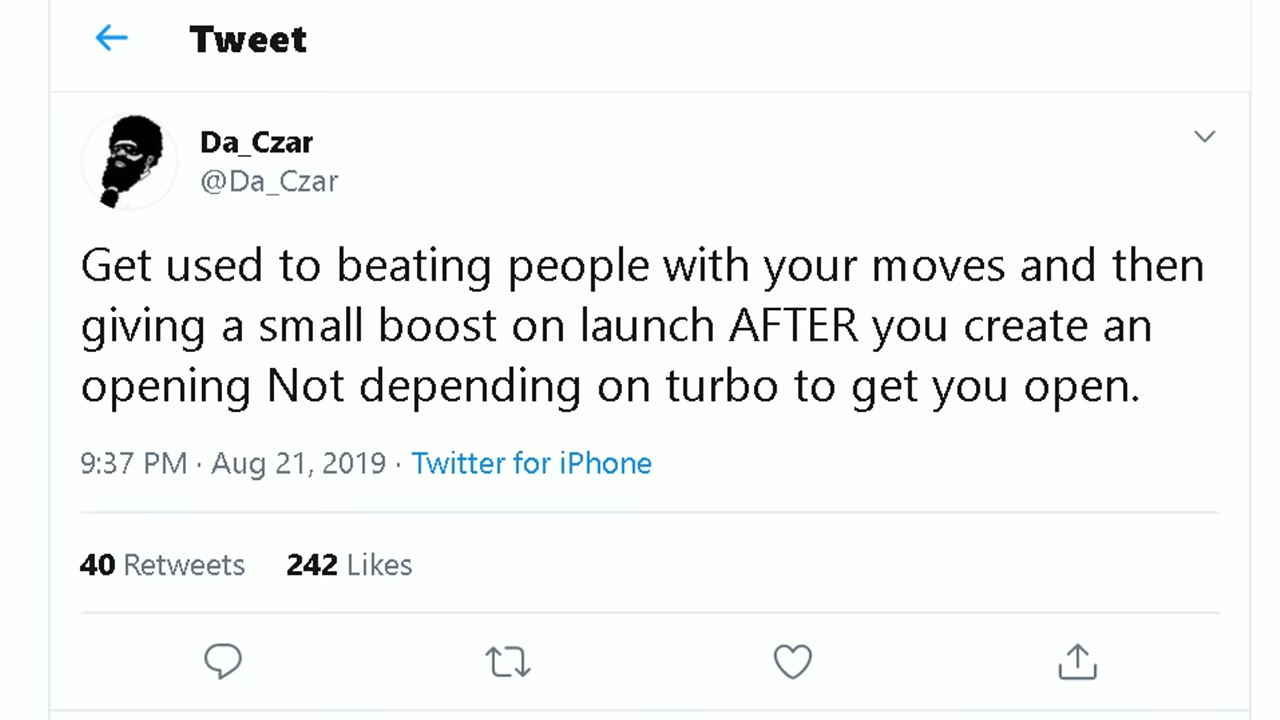 Tweet
Da_Czar
@Da_Czar
Get used to beating people with your moves and then
giving a small boost on launch AFTER you create an
opening Not depending on turbo to get you open.
9:37 PM · Aug 21, 2019 · Twitter for iPhone
40 Retweets 242 Likes